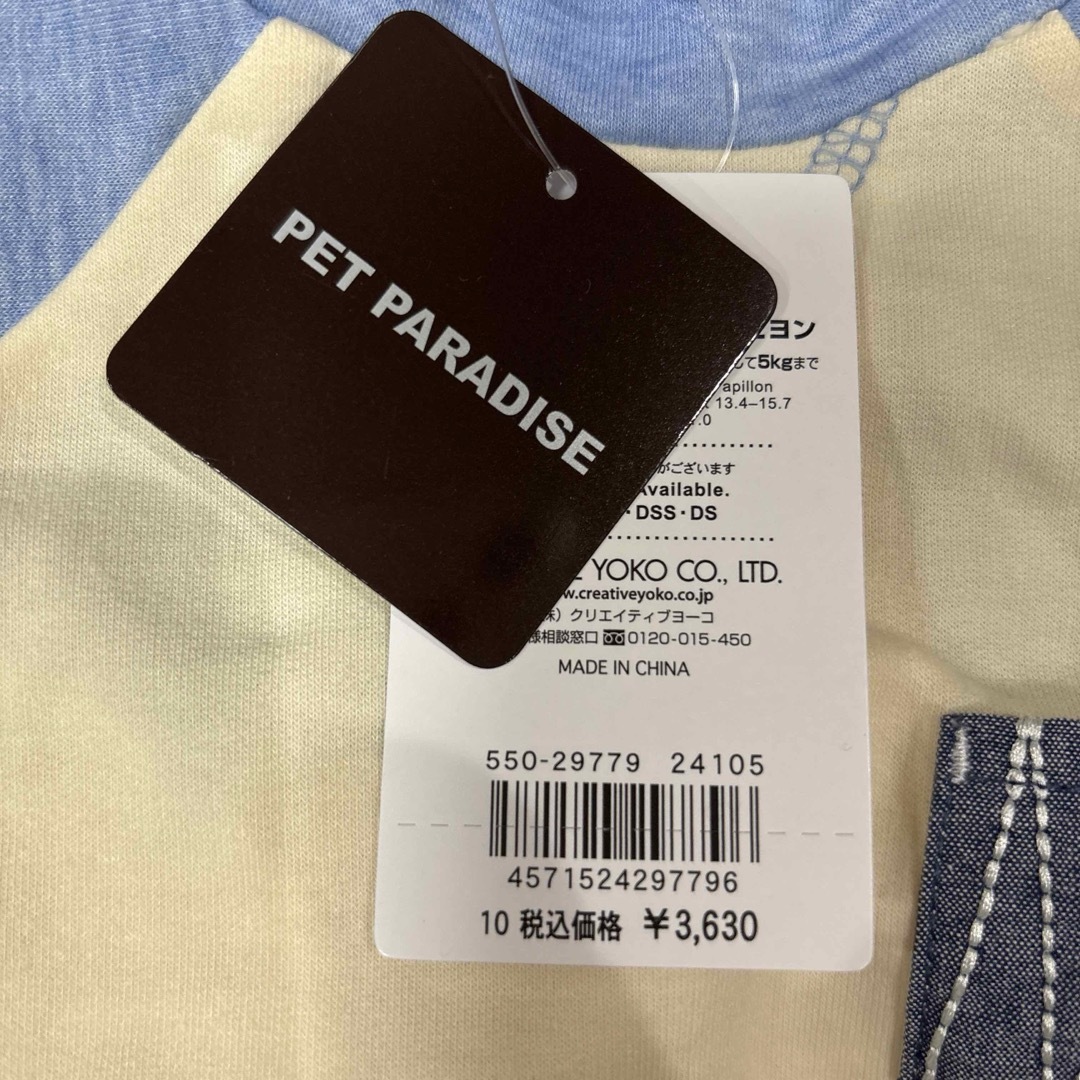 PET PARADISE
ヨン
て5kgまで
apillon
13.4–15.7
.0
がございます
Available.
・DSS・DS
YOKO CO., LTD.
w.creativeyoko.co.jp
株）クリエイティブヨーコ
様相談窓口 0120-015-450
MADE IN CHINA
550-29779 24105
4571524297796
10 税込価格 ¥3,630